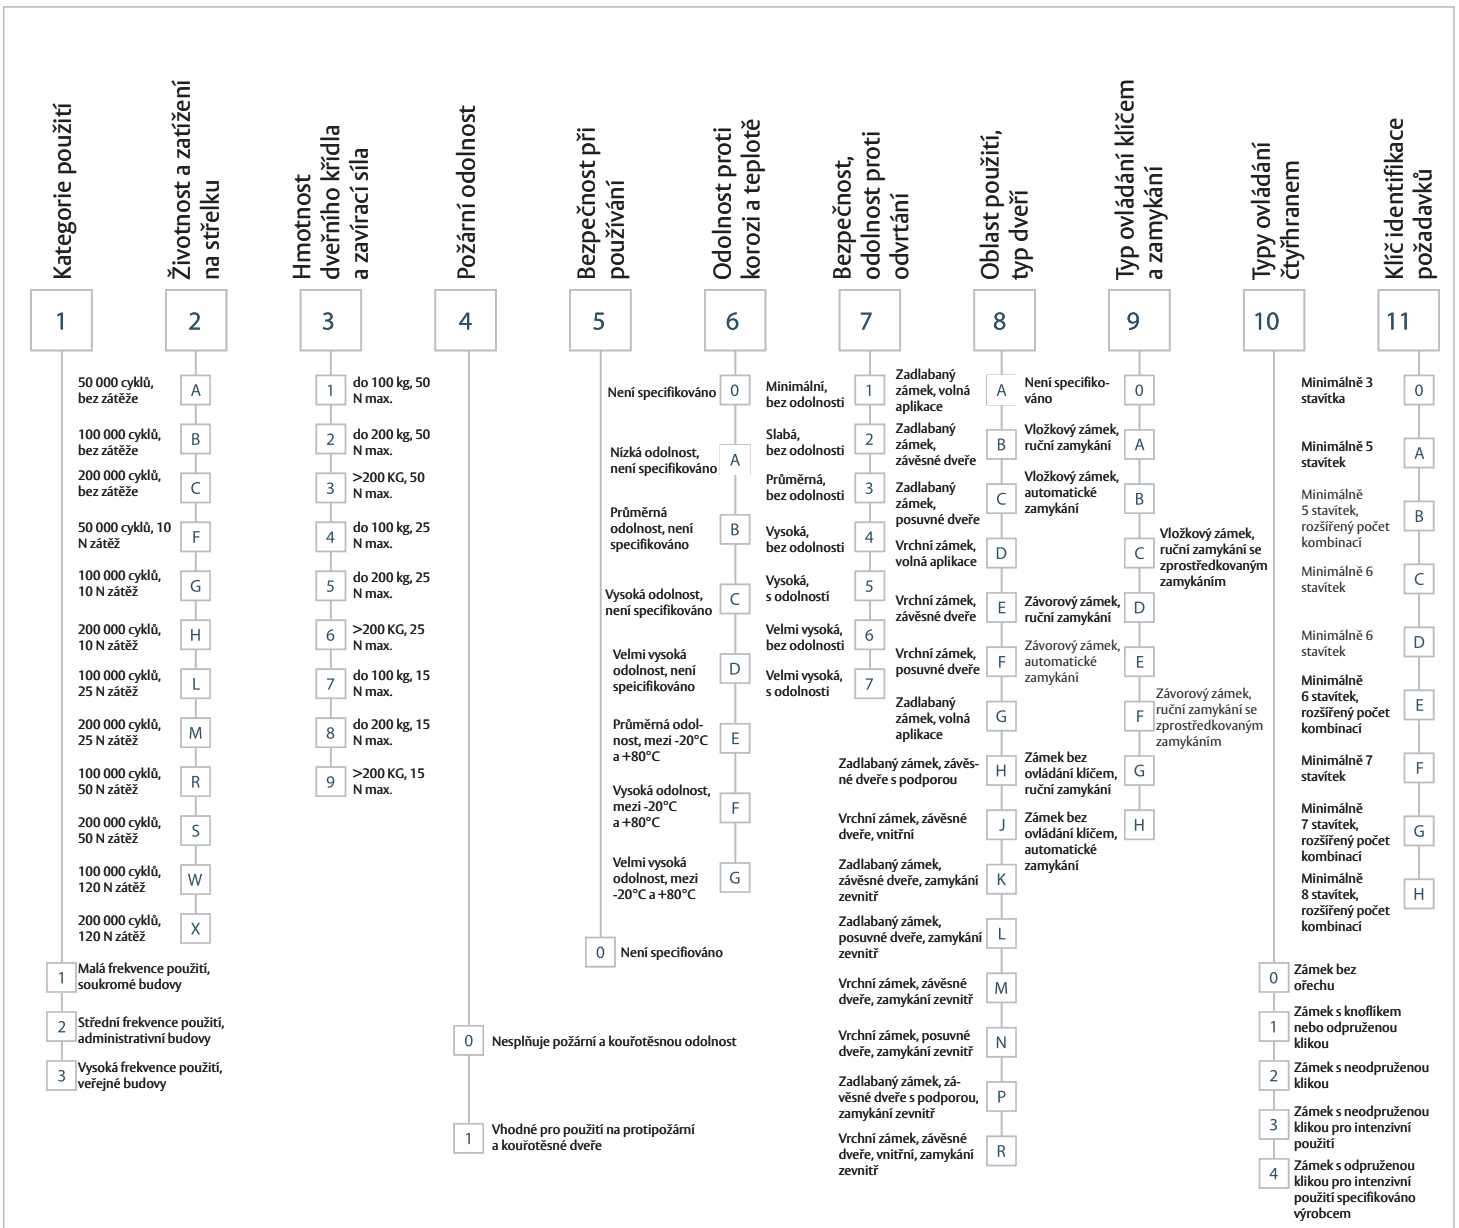 Kategorie použití
Životnost a zatížení
na střelku
Hmotnost
dveřního křídla
a zavírací síla
Požární odolnost
Bezpečnost při
používání
Odolnost proti
korozi a teplotě
Bezpečnost,
odolnost proti
odvrtání
Oblast použití,
typ dveří
Typ ovládání klíčem
a zamykání
Typy ovládání
čtyřhranem
Klíč identifikace
požadavků
1
2
3
4
5
6
7
8
9
10
11
1
Malá frekvence použití,
soukromé budovy
2
Střední frekvence použití,
administrativní budovy
3
Vysoká frekvence použití,
veřejné budovy
50 000 cyklů,
bez zátěže
A
100 000 cyklů,
bez zátěže
B
200 000 cyklů,
bez zátěže
C
50 000 cyklů, 10
N zátěž
F
100 000 cyklů,
10 N zátěž
G
200 000 cyklů,
10 N zátěž
H
100 000 cyklů,
25 N zátěž
L
200 000 cyklů,
25 N zátěž
M
100 000 cyklů,
50 N zátěž
R
200 000 cyklů,
50 N zátěž
S
100 000 cyklů,
120 N zátěž
W
200 000 cyklů,
120 N zátěž
X
1
do 100 kg, 50
N max.
2
do 200 kg, 50
N max.
3
>200 KG, 50
N max.
4
do 100 kg, 25
N max.
5
do 200 kg, 25
N max.
6
>200 KG, 25
N max.
7
do 100 kg, 15
N max.
8
do 200 kg, 15
N max.
9
>200 KG, 15
N max.
0
Nesplňuje požární a kouřotěsnou odolnost
1
Vhodné pro použití na protipožární
a kouřotěsné dveře
0
Není specifiováno
Není specifikováno
0
Nízká odolnost,
není specifikováno
A
Průměrná
odolnost, není
specifikováno
B
Vysoká odolnost,
není specifikováno
C
Velmi vysoká
odolnost, není
speicifikováno
D
Průměrná odol-
nost, mezi -20°C
a +80°C
E
Vysoká odolnost,
mezi -20°C
a +80°C
F
Velmi vysoká
odolnost, mezi
-20°C a +80°C
G
Minimální,
bez odolnosti
1
Slabá,
bez odolnosti
2
Průměrná,
bez odolnosti
3
Vysoká,
bez odolnosti
4
Vysoká,
s odolností
5
Velmi vysoká,
bez odolnosti
6
Velmi vysoká,
s odolnosti
7
Zadlabaný
zámek, volná
aplikace
A
Zadlabaný
zámek,
závěsné dveře
B
Zadlabaný
zámek,
posuvné dveře
C
Vrchní zámek,
volná aplikace
D
Vrchní zámek,
závěsné dveře
E
Vrchní zámek,
posuvné dveře
F
Zadlabaný
zámek, volná
aplikace
G
Zadlabaný zámek, závěs-
né dveře s podporou
H
Vrchní zámek, závěsné
dveře, vnitřní
J
Zadlabaný zámek,
závěsné dveře, zamykání
zevnitř
K
Zadlabaný zámek,
posuvné dveře, zamykání
zevnitř
L
Vrchní zámek, závěsné
dveře, zamykání zevnitř
M
Vrchní zámek, posuvné
dveře, zamykání zevnitř
N
Zadlabaný zámek, zá-
věsné dveře s podporou,
zamykání zevnitř
P
Vrchní zámek, závěsné
dveře, vnitřní, zamykání
zevnitř
R
Není specifiko-
váno
0
Vložkový zámek,
ruční zamykání
A
Vložkový zámek,
automatické
zamykání
B
C
Vložkový zámek,
ruční zamykání se
zprostředkovaným
zamykáním
Závorový zámek,
ruční zamykání
D
Závorový zámek,
automatické
zamykání
E
F
Závorový zámek,
ruční zamykání se
zprostředkovaným
zamykáním
Zámek bez
ovládání klíčem,
ruční zamykání
G
Zámek bez
ovládání klíčem,
automatické
zamykání
H
0
Zámek bez
ořechu
1
Zámek s knoflíkem
nebo odpruženou
klikou
2
Zámek s neodpruženou
klikou
3
Zámek s neodpruženou
klikou pro intenzivní
použití
4
Zámek s odpruženou
klikou pro intenzivní
použití specifikováno
výrobcem
Minimálně 3
stavítka
0
Minimálně 5
stavítek
A
Minimálně
5 stavítek,
rozšířený počet
kombinací
B
Minimálně 6
stavítek
C
Minimálně 6
stavítek
D
Minimálně
6 stavítek,
rozšířený počet
kombinací
E
Minimálně 7
stavítek
F
Minimálně
7 stavítek,
rozšířený počet
kombinací
G
Minimálně
8 stavítek,
rozšířený počet
kombinací
H